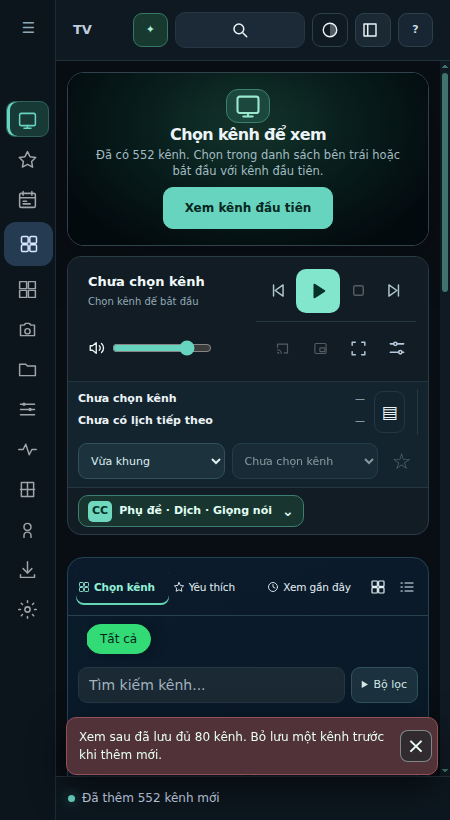 TV
?
Chọn kênh để xem
Đã có 552 kênh. Chọn trong danh sách bên trái hoặc
bắt đầu với kênh đầu tiên.
Xem kênh đầu tiên
Chưa chọn kênh
Chọn kênh để bắt đầu
Chưa chọn kênh —
Chưa có lịch tiếp theo —
Vừa khung
Chưa chọn kênh
CC Phụ đề · Dịch · Giọng nói
Chọn kênh
Yêu thích
Xem gần đây
Tất cả
Tìm kiếm kênh...
Bộ lọc
Xem sau đã lưu đủ 80 kênh. Bỏ lưu một kênh trước
khi thêm mới.
Đã thêm 552 kênh mới